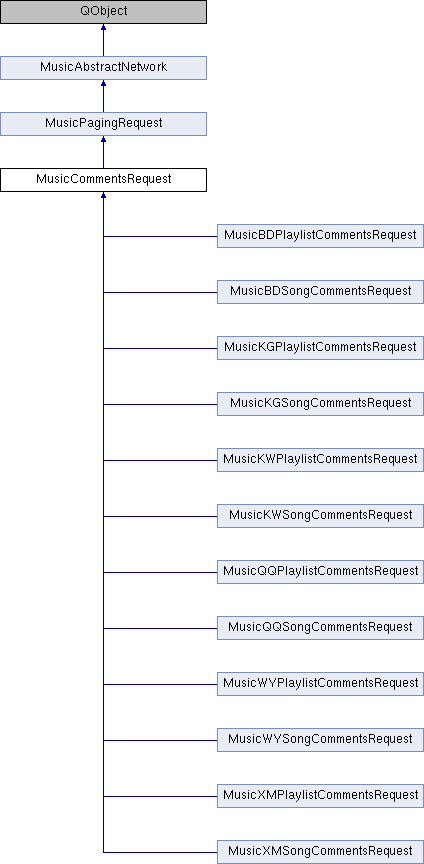 QObject
MusicAbstractNetwork
MusicPagingRequest
MusicCommentsRequest
MusicBDPlaylistCommentsRequest
MusicBDSongCommentsRequest
MusicKGPlaylistCommentsRequest
MusicKGSongCommentsRequest
MusicKWPlaylistCommentsRequest
MusicKWSongCommentsRequest
MusicQQPlaylistCommentsRequest
MusicQQSongCommentsRequest
MusicWYPlaylistCommentsRequest
MusicWYSongCommentsRequest
MusicXMPlaylistCommentsRequest
MusicXMSongCommentsRequest